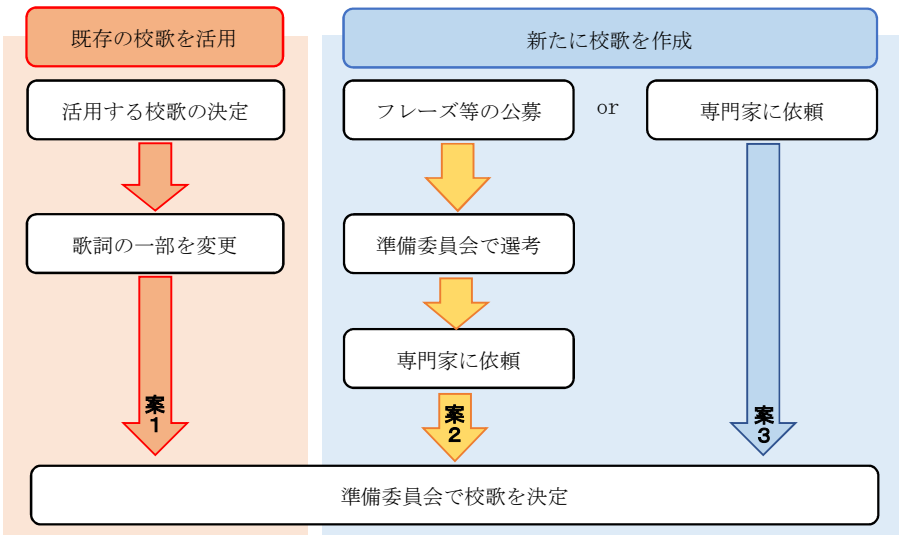 既存の校歌を活用
新たに校歌を作成
活用する校歌の決定
フレーズ等の公募
or
専門家に依頼
歌詞の一部を変更
準備委員会で選考
専門家に依頼
案1
案2
案3
準備委員会で校歌を決定